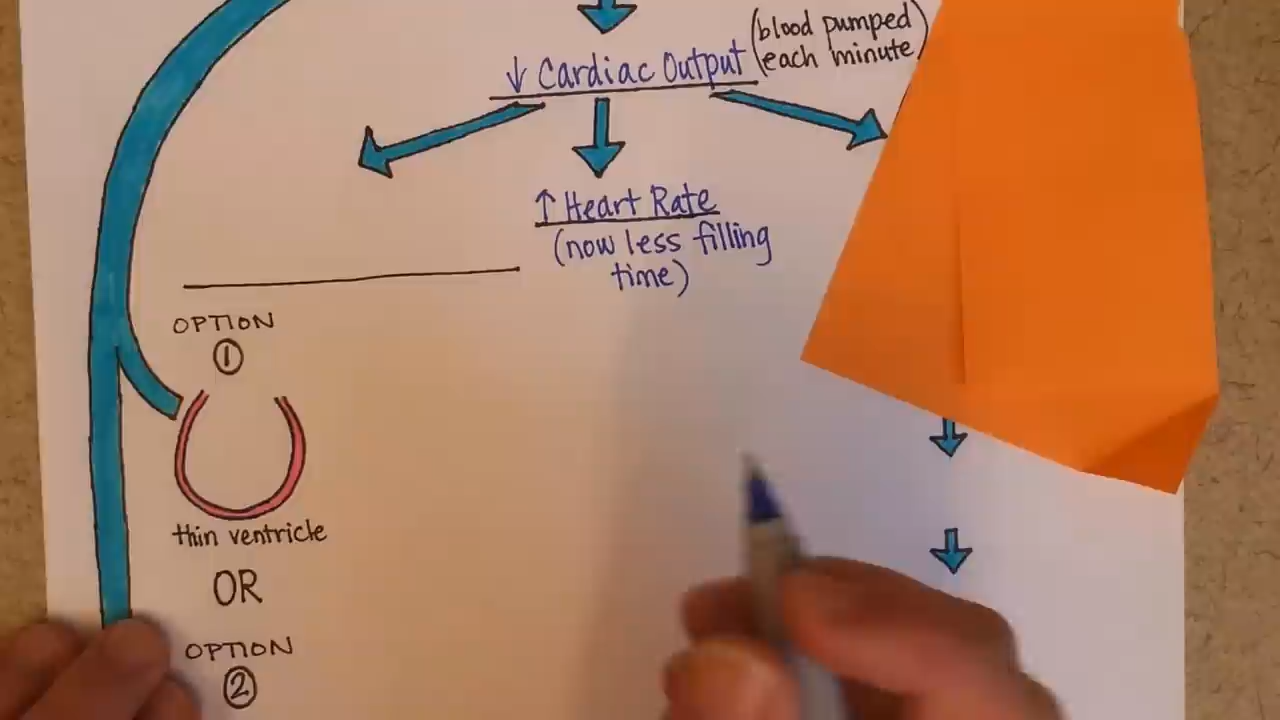 (blood pumped
each minute)
↓ Cardiac Output
↑ Heart Rate
(now less filling
time)
OPTION
①
thin ventricle
OR
OPTION
②